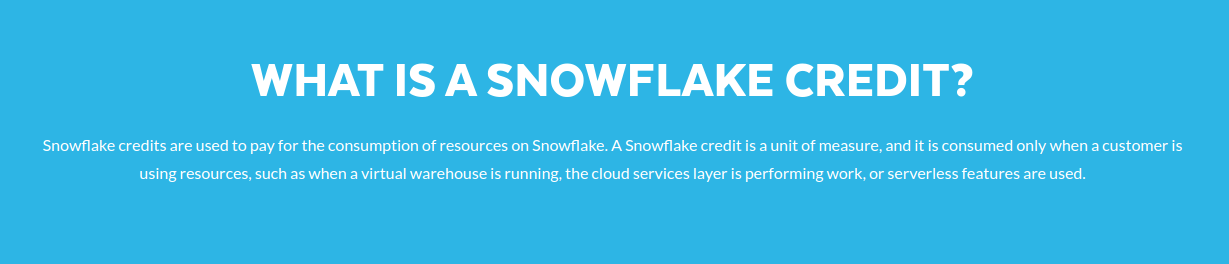 WHAT IS A SNOWFLAKE CREDIT?
Snowflake credits are used to pay for the consumption of resources on Snowflake. A Snowflake credit is a unit of measure, and it is consumed only when a customer is
using resources, such as when a virtual warehouse is running, the cloud services layer is performing work, or serverless features are used.